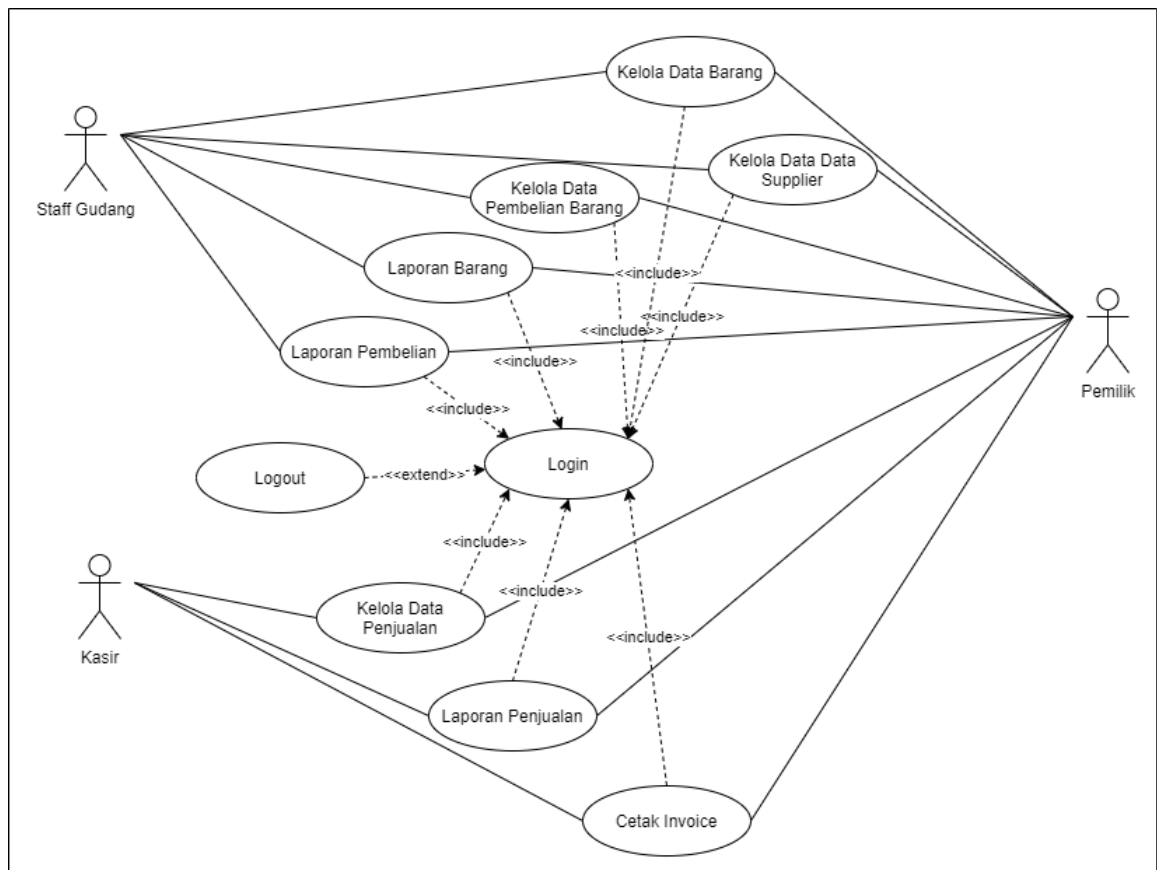 Kelola Data Barang
Staff Gudang
Kelola Data Data
Supplier
Kelola Data
Pembelian Barang
Laporan Barang
<<include>>
<<include>>
<<include>>
Laporan Pembelian
<<include>>
Pemilik
<<include>>
Logout
<<extend>>
Login
<<include>>
<<include>>
Kelola Data
Penjualan
<<include>>
Kasir
Laporan Penjualan
Cetak Invoice